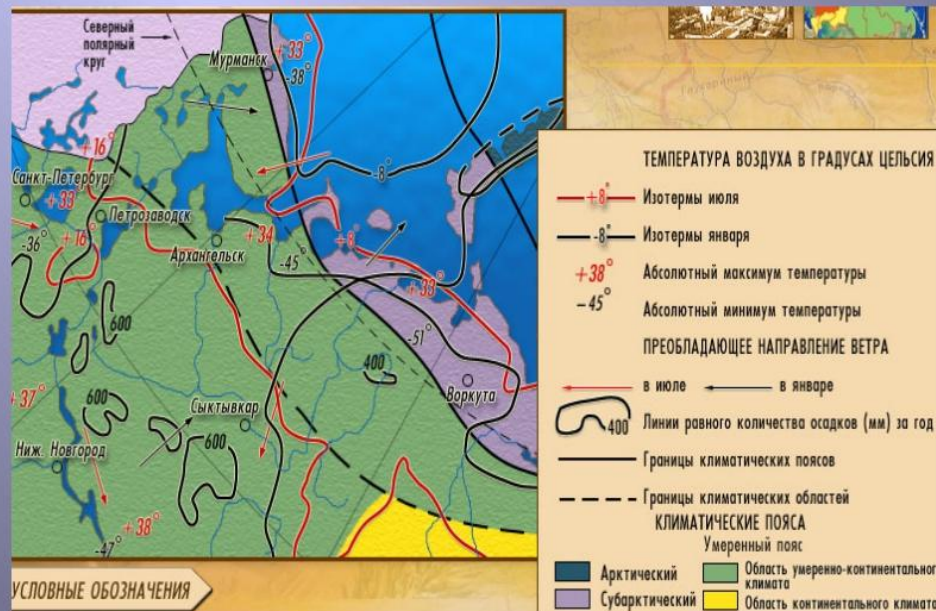 Северный
полярный
круг
Мурманск
+33°
-38°
+16°
-8°
Санкт-Петербург
+33°
Петрозаводск
-36°
+16°
Архангельск
+34
-45°
+8°
+33°
-51°
600
400
Воркута
+37°
600
Сыктывкар
600
Ниж. Новгород
+38°
-47°
УСЛОВНЫЕ ОБОЗНАЧЕНИЯ
ТЕМПЕРАТУРА ВОЗДУХА В ГРАДУСАХ ЦЕЛЬСИЯ
+8° Изотермы июля
-8° Изотермы января
+38° Абсолютный максимум температуры
-45° Абсолютный минимум температуры
ПРЕОБЛАДАЮЩЕЕ НАПРАВЛЕНИЕ ВЕТРА
в июле в январе
400 Линии равного количества осадков (мм) за год
Границы климатических поясов
Границы климатических областей
КЛИМАТИЧЕСКИЕ ПОЯСА
Умеренный пояс
Арктический
Субарктический
Область умеренно-континентального
климата
Область континентального климата